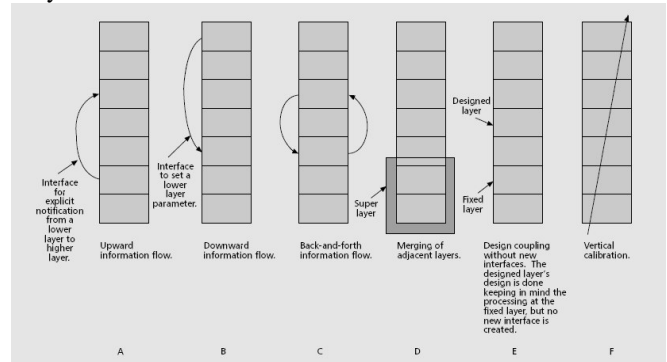 Designed
layer
Interface
to set a
lower
layer
parameter.
Interface
for
explicit
notification
from a
lower
layer to
higher
layer.
Super
layer
Fixed
layer
Upward
information flow.
Downward
information flow.
Back-and-forth
information flow.
Merging of
adjacent layers.
Design coupling
without new
interfaces. The
designed layer's
design is done
keeping in mind the
processing at the
fixed layer, but no
new interface is
created.
Vertical
calibration.
A
B
C
D
E
F